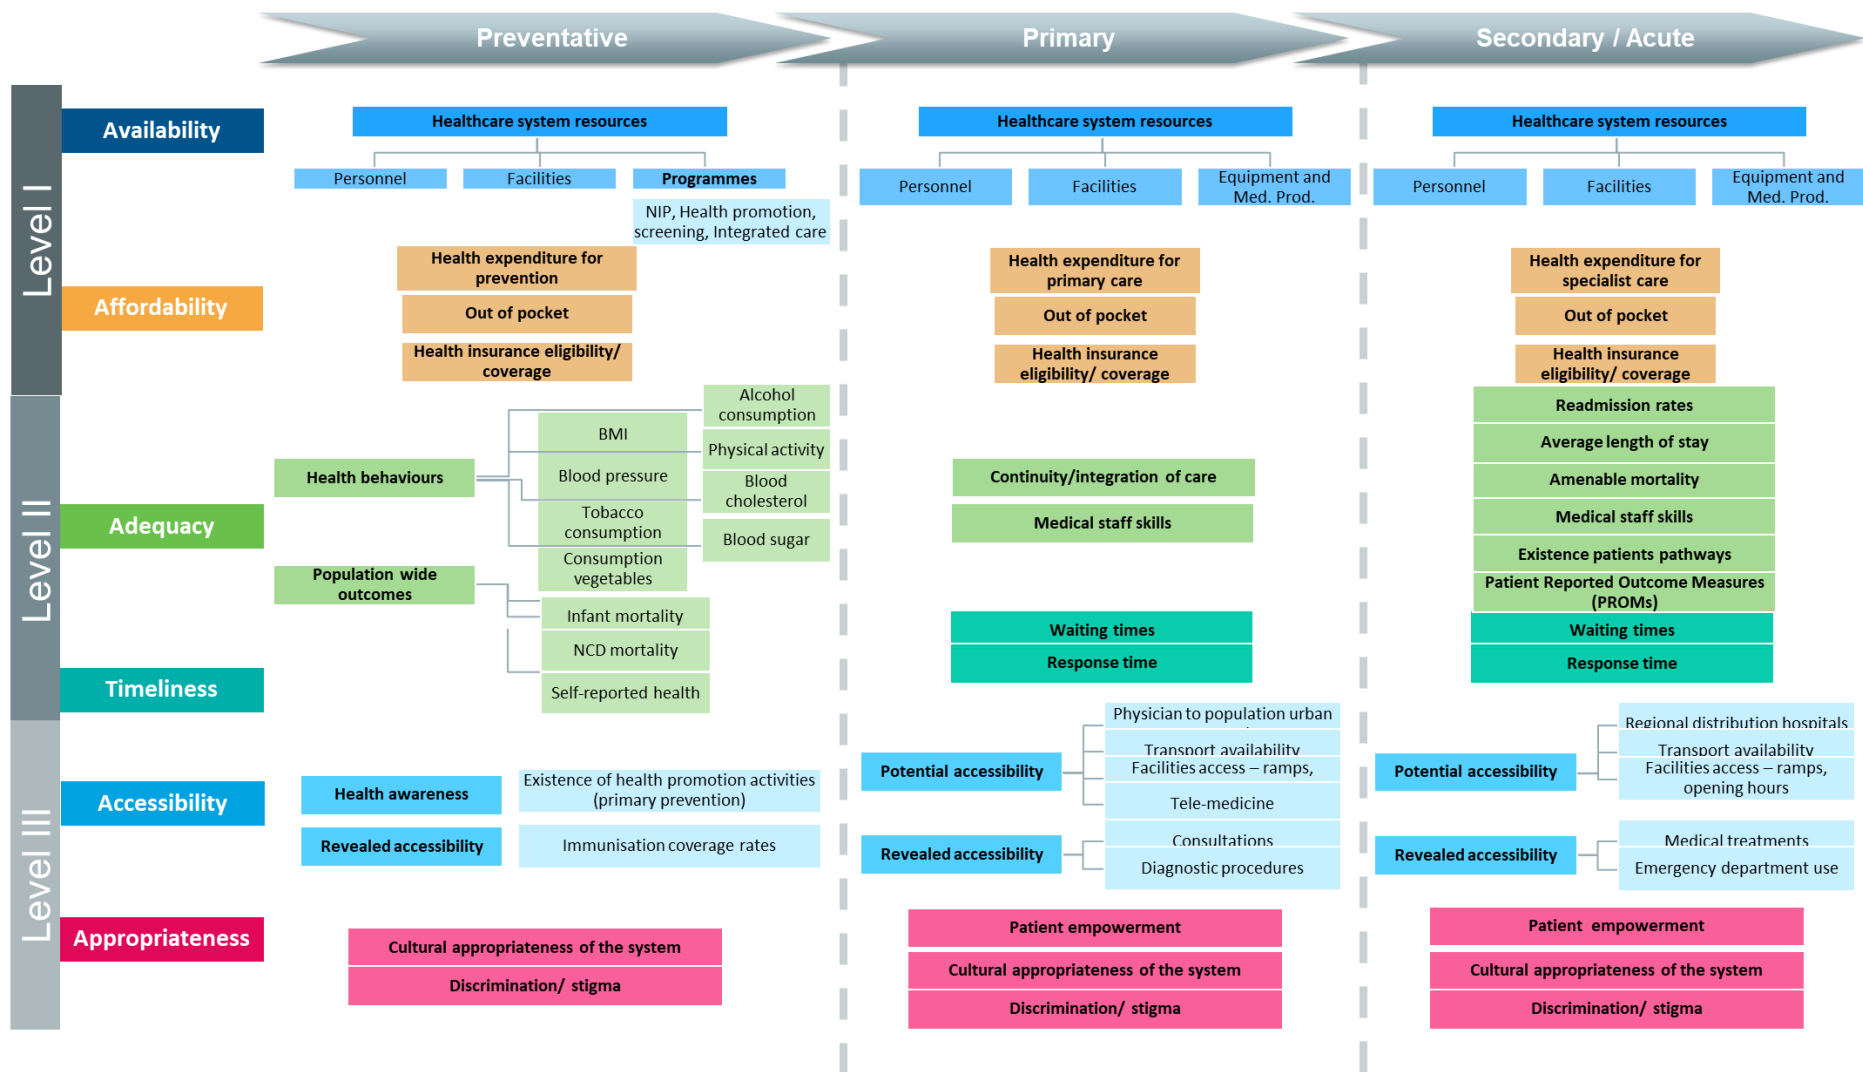 Preventative
Primary
Secondary / Acute
Level I
Availability
Healthcare system resources
Personnel
Facilities
Programmes
NIP, Health promotion,
screening, Integrated care
Healthcare system resources
Personnel
Facilities
Equipment and
Med. Prod.
Healthcare system resources
Personnel
Facilities
Equipment and
Med. Prod.
Affordability
Health expenditure for
prevention
Out of pocket
Health insurance eligibility/
coverage
Health expenditure for
primary care
Out of pocket
Health insurance
eligibility/ coverage
Health expenditure for
specialist care
Out of pocket
Health insurance
eligibility/ coverage
Level II
Adequacy
Health behaviours
Alcohol
consumption
BMI
Physical activity
Blood pressure
Blood
cholesterol
Tobacco
consumption
Blood sugar
Consumption
vegetables
Population wide
outcomes
Infant mortality
NCD mortality
Self-reported health
Continuity/integration of care
Medical staff skills
Readmission rates
Average length of stay
Amenable mortality
Medical staff skills
Existence patients pathways
Patient Reported Outcome Measures
(PROMs)
Timeliness
Waiting times
Response time
Waiting times
Response time
Level III
Accessibility
Health awareness
Existence of health promotion activities
(primary prevention)
Revealed accessibility
Immunisation coverage rates
Potential accessibility
Physician to population urban
Transport availability
Facilities access – ramps,
Tele-medicine
Revealed accessibility
Consultations
Diagnostic procedures
Potential accessibility
Regional distribution hospitals
Transport availability
Facilities access – ramps,
opening hours
Revealed accessibility
Medical treatments
Emergency department use
Appropriateness
Cultural appropriateness of the system
Discrimination/ stigma
Patient empowerment
Cultural appropriateness of the system
Discrimination/ stigma
Patient  empowerment
Cultural appropriateness of the system
Discrimination/ stigma